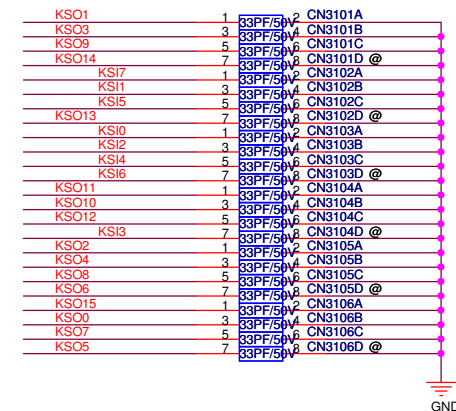 KSO1 1 33PF/50V 2 CN3101A
KSO3 3 33PF/50V 4 CN3101B
KSO9 5 33PF/50V 6 CN3101C
KSO14 7 33PF/50V 8 CN3101D @
KSI7 1 33PF/50V 2 CN3102A
KSI1 3 33PF/50V 4 CN3102B
KSI5 5 33PF/50V 6 CN3102C
KSO13 7 33PF/50V 8 CN3102D @
KSI0 1 33PF/50V 2 CN3103A
KSI2 3 33PF/50V 4 CN3103B
KSI4 5 33PF/50V 6 CN3103C
KSI6 7 33PF/50V 8 CN3103D @
KSO11 1 33PF/50V 2 CN3104A
KSO10 3 33PF/50V 4 CN3104B
KSO12 5 33PF/50V 6 CN3104C
KSI3 7 33PF/50V 8 CN3104D @
KSO2 1 33PF/50V 2 CN3105A
KSO4 3 33PF/50V 4 CN3105B
KSO8 5 33PF/50V 6 CN3105C
KSO6 7 33PF/50V 8 CN3105D @
KSO15 1 33PF/50V 2 CN3106A
KSO0 3 33PF/50V 4 CN3106B
KSO7 5 33PF/50V 6 CN3106C
KSO5 7 33PF/50V 8 CN3106D @
GND